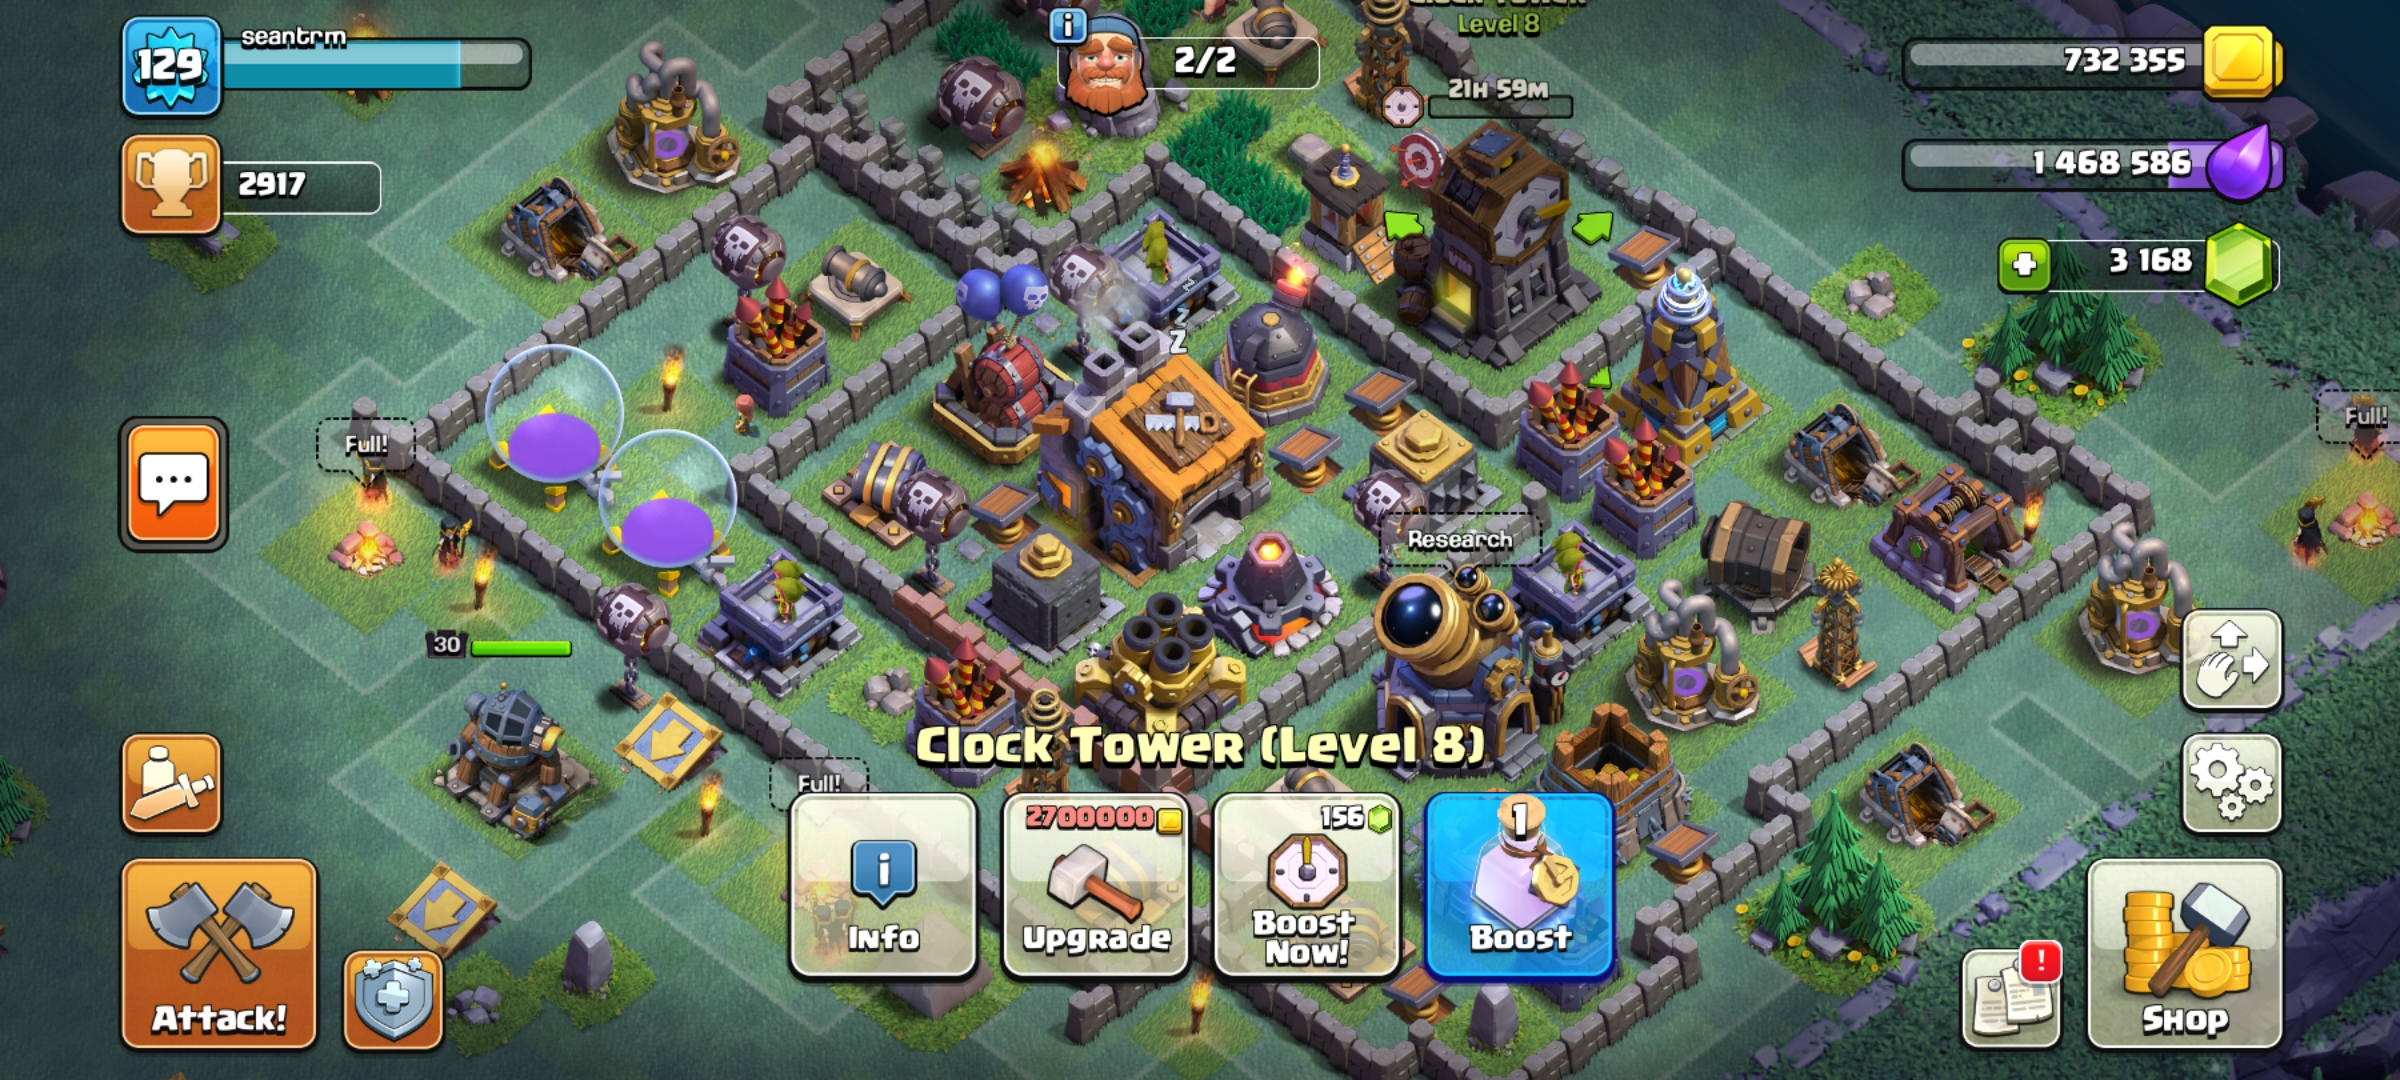 129
seantrm
2917
2/2
Level 8
21H 59M
732 355
1 468 586
3 168
Full!
Full!
Research
30
Clock Tower (Level 8)
Full!
Info
2700000
Upgrade
156
Boost
Now!
1
Boost
Attack!
!
Shop